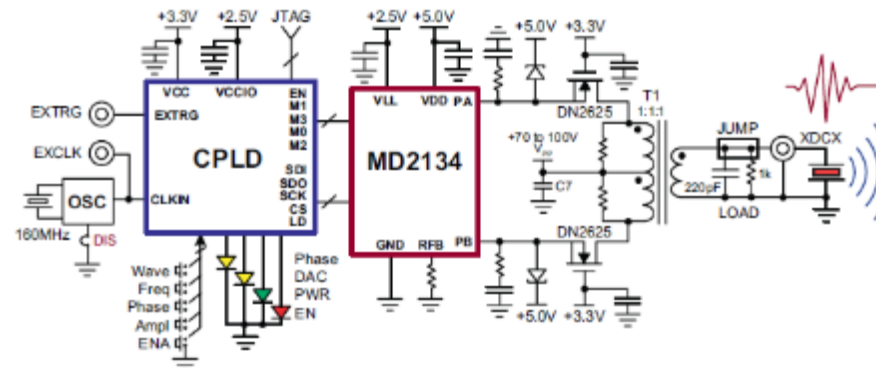 +3.3V
+2.5V
JTAG
+2.5V
+5.0V
+5.0V
+3.3V
VCC
VCCIO
EN
M1
M3
M0
M2
EXTRG
EXTRG
EXCLK
CPLD
SDI
SDO
SCK
CS
LD
OSC
CLKIN
160MHz
DIS
VLL
VDD
PA
MD2134
GND
RFB
PB
DN2625
T1
1:1:1
+70 to 100V
VPP
C7
DN2625
+5.0V
+3.3V
JUMP
XDCX
220pF
1k
LOAD
Wave
Freq
Phase
Ampl
ENA
Phase
DAC
PWR
EN